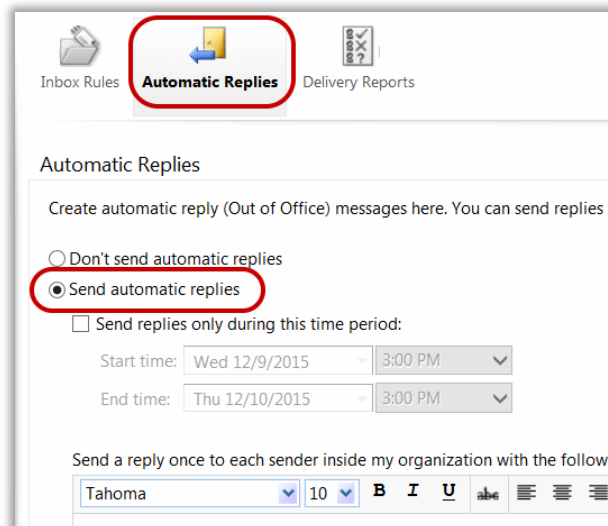 Inbox Rules Automatic Replies Delivery Reports
Automatic Replies
Create automatic reply (Out of Office) messages here. You can send replies
Don't send automatic replies
Send automatic replies
Send replies only during this time period:
Start time: Wed 12/9/2015 3:00 PM
End time: Thu 12/10/2015 3:00 PM
Send a reply once to each sender inside my organization with the follow
Tahoma 10 B I U abc